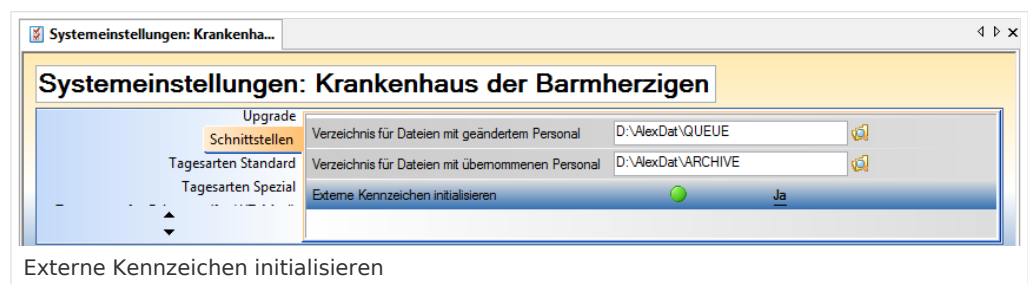 Systemeinstellungen: Krankenha...
Systemeinstellungen: Krankenhaus der Barmherzigen
Upgrade
Schnittstellen
Tagesarten Standard
Tagesarten Spezial
Verzeichnis für Dateien mit geändertem Personal D:\AlexDat\QUEUE
Verzeichnis für Dateien mit übernommenen Personal D:\AlexDat\ARCHIVE
Externe Kennzeichen initialisieren Ja
Externe Kennzeichen initialisieren